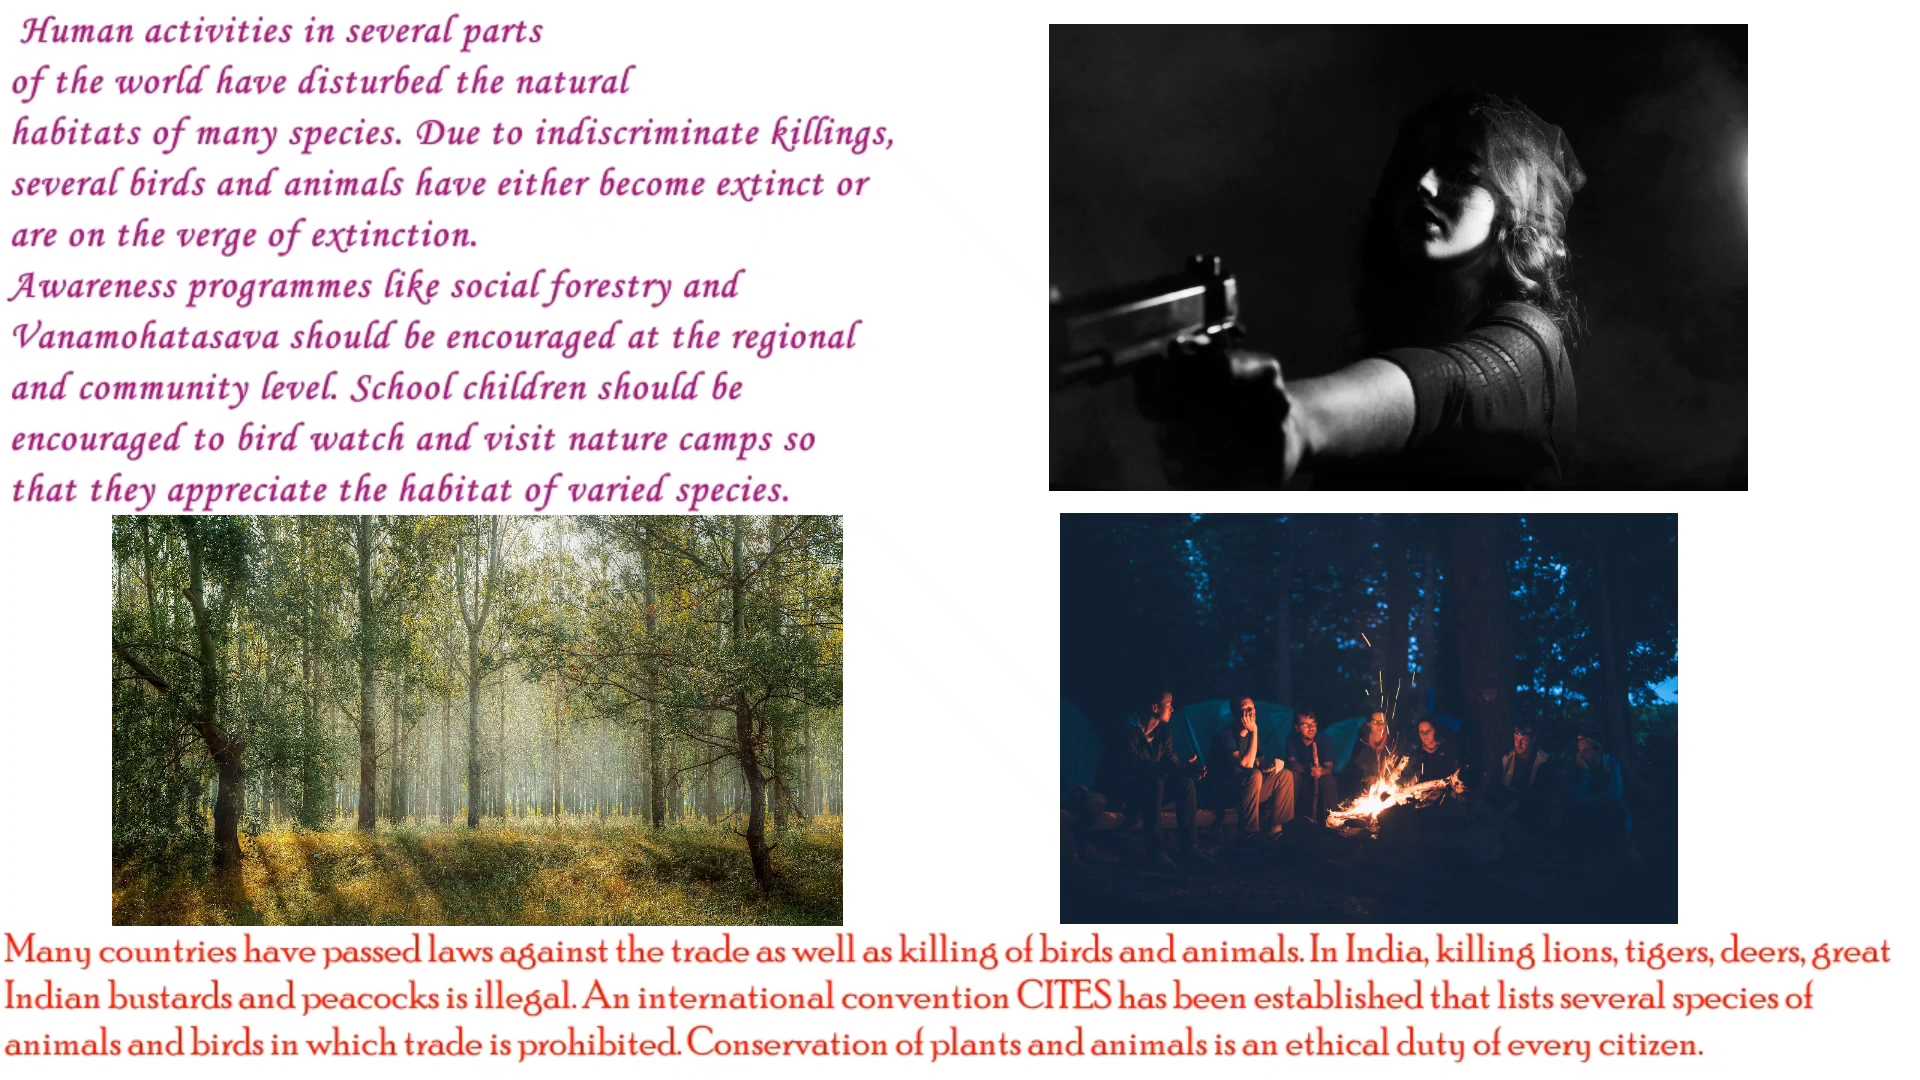 Human activities in several parts
of the world have disturbed the natural
habitats of many species. Due to indiscriminate killings,
several birds and animals have either become extinct or
are on the verge of extinction.
Awareness programmes like social forestry and
Vanamohatasava should be encouraged at the regional
and community level. School children should be
encouraged to bird watch and visit nature camps so
that they appreciate the habitat of varied species.
Many countries have passed laws against the trade as well as killing of birds and animals. In India, killing lions, tigers, deers, great
Indian bustards and peacocks is illegal. An international convention CITES has been established that lists several species of
animals and birds in which trade is prohibited. Conservation of plants and animals is an ethical duty of every citizen.